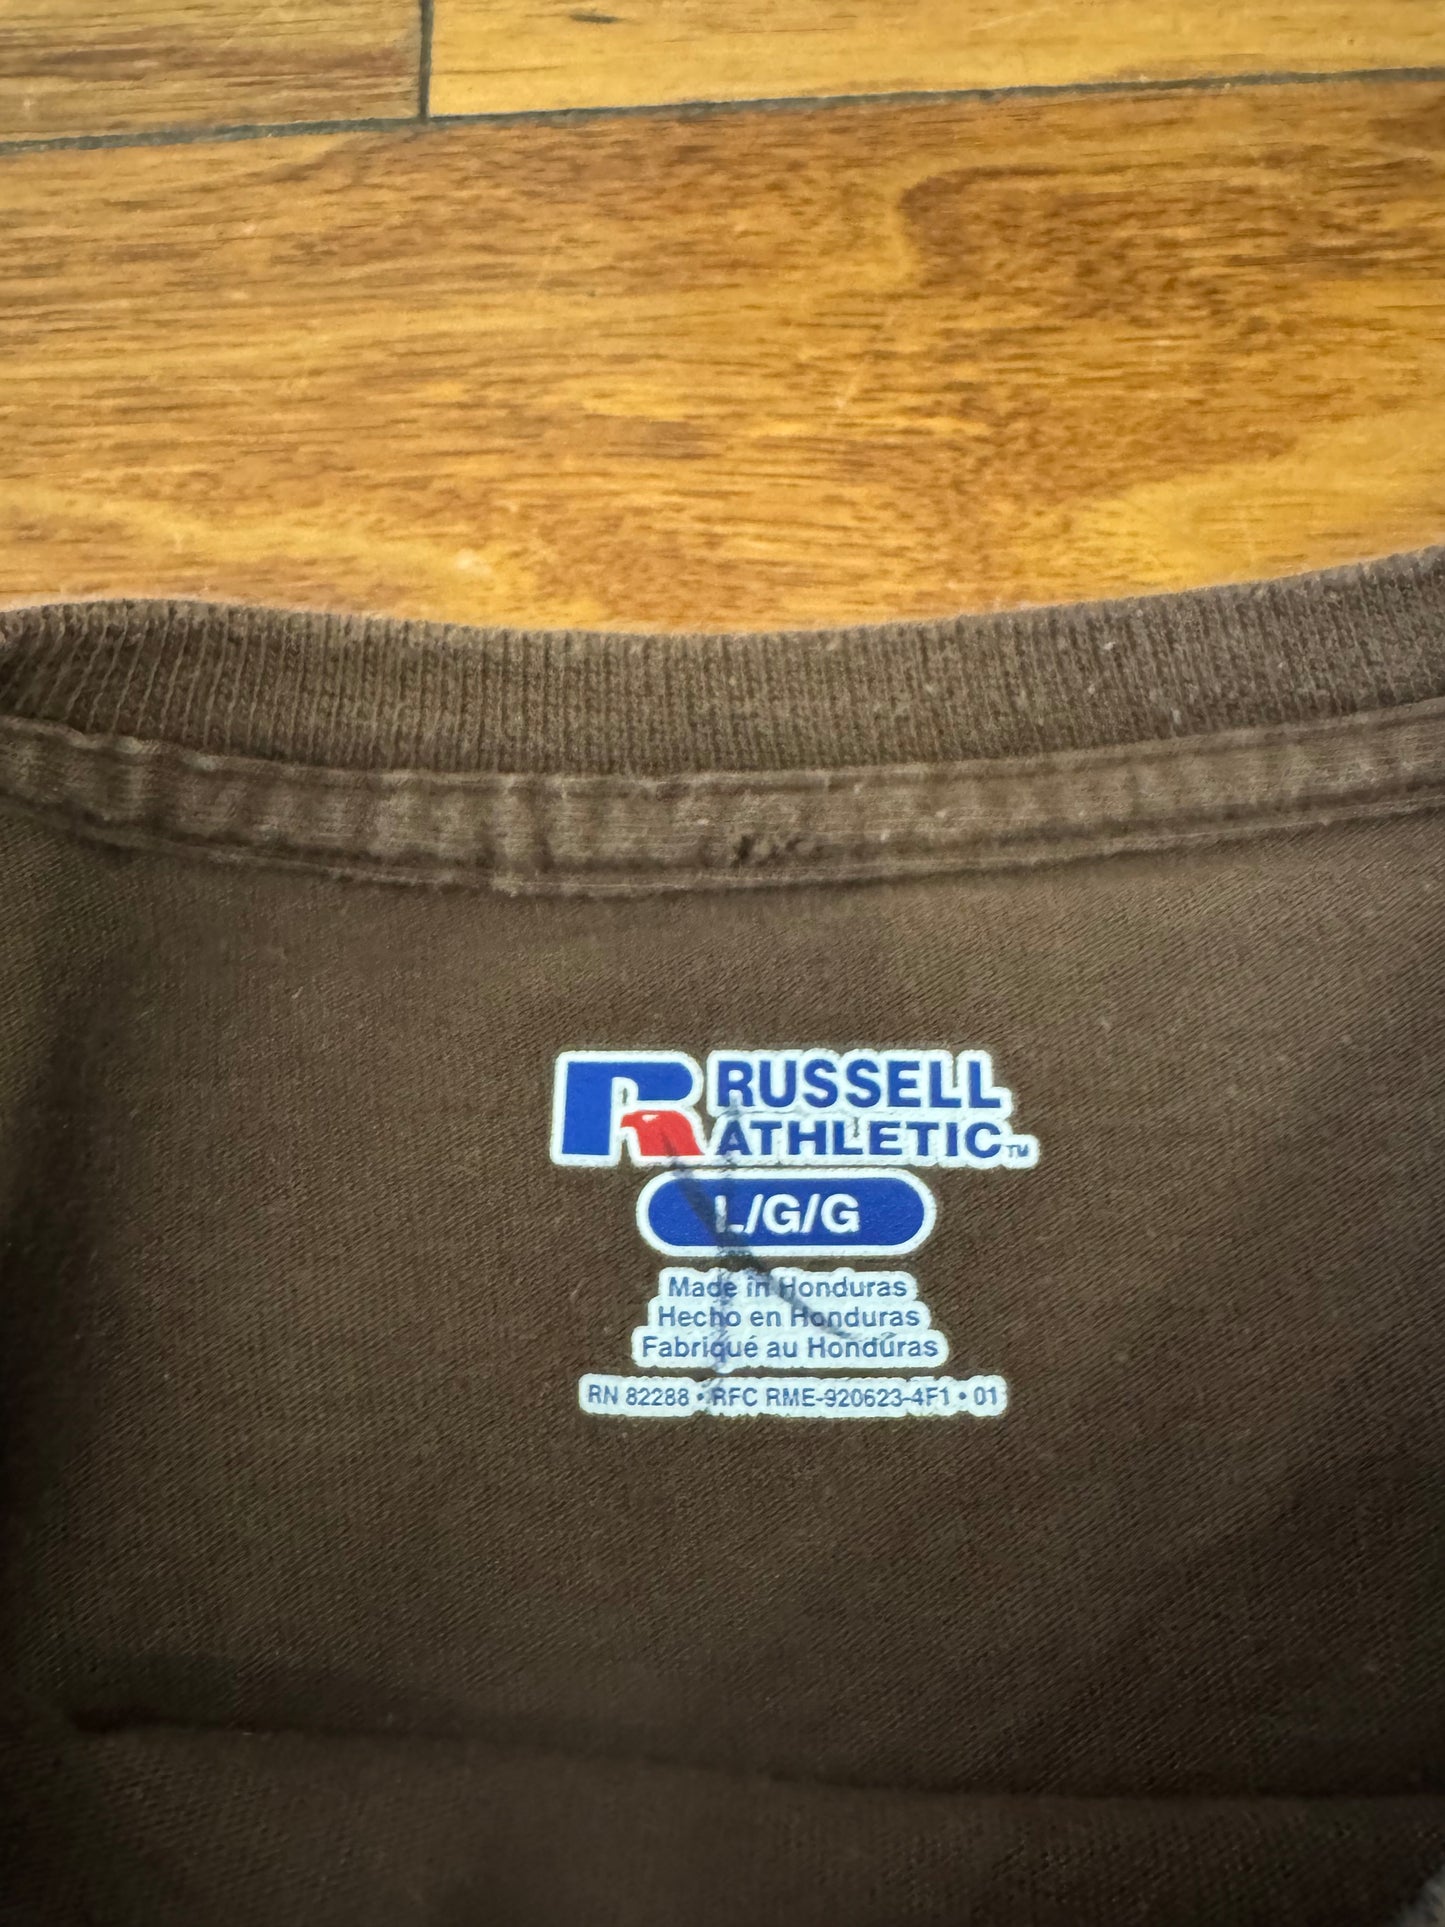 RUSSELL
ATHLETIC™
L/G/G
Made in Honduras
Hecho en Honduras
Fabriqué au Honduras
RN 82288 • RFC RME-920623-4F1 • 01